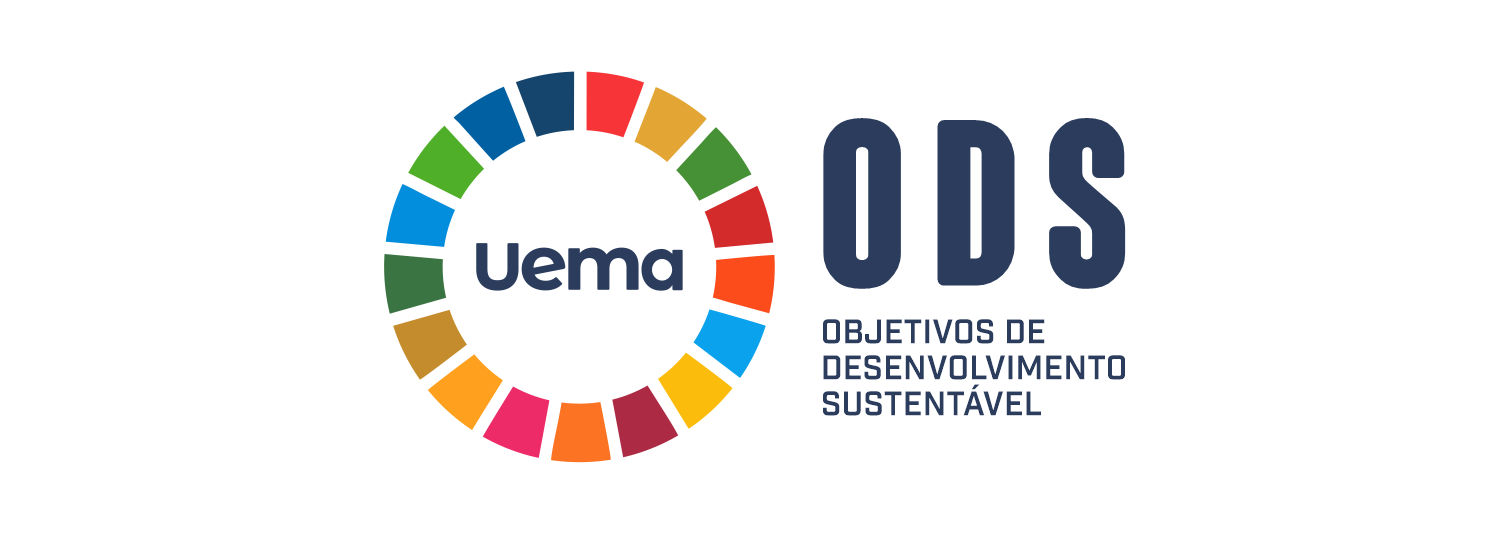 Uema
ODS
OBJETIVOS DE
DESENVOLVIMENTO
SUSTENTÁVEL